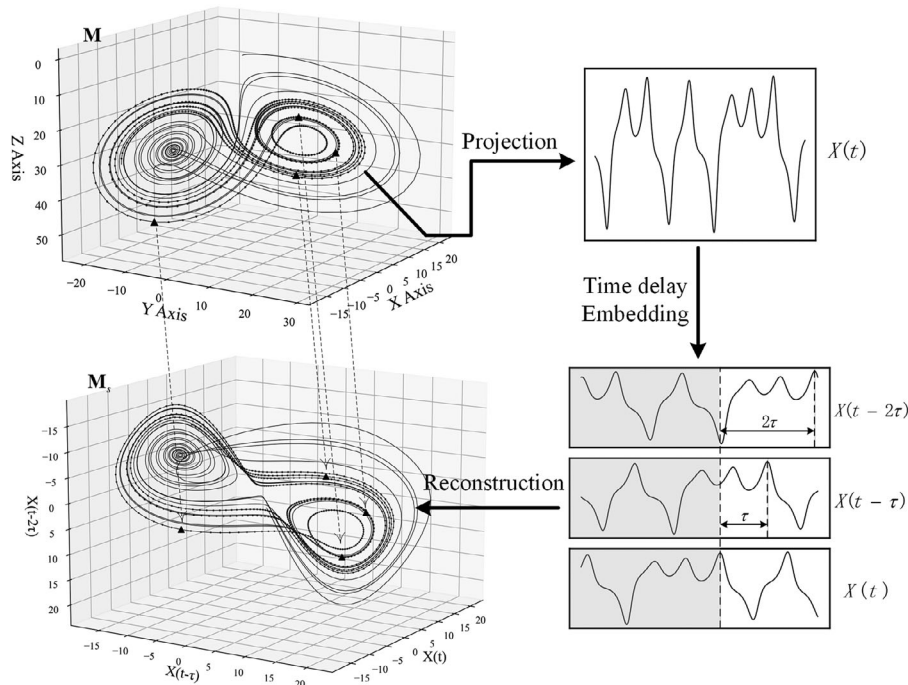 M
0
10
20
30
40
50
Z Axis
-20
-10
0
10
20
30
Y Axis
-15
-10
-5
0
5
10
15
20
X Axis
Projection
X(t)
Time delay
Embedding
X(t − 2τ)
2τ
X(t − τ)
τ
X(t)
Reconstruction
Ms
-15
-10
-5
0
5
10
15
20
X(t-2τ)
-15
-10
-5
0
5
10
15
20
X(t-τ)
-15
-10
-5
0
5
10
15
20
X(t)